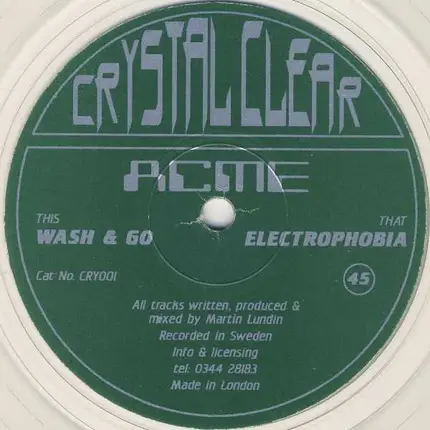 CRYSTAL CLEAR
ACME
THIS THAT
WASH & GO ELECTROPHOBIA
Cat No. CRY001 45
All tracks written, produced &
mixed by Martin Lundin
Recorded in Sweden
Info & licensing
tel: 0344 28183
Made in London